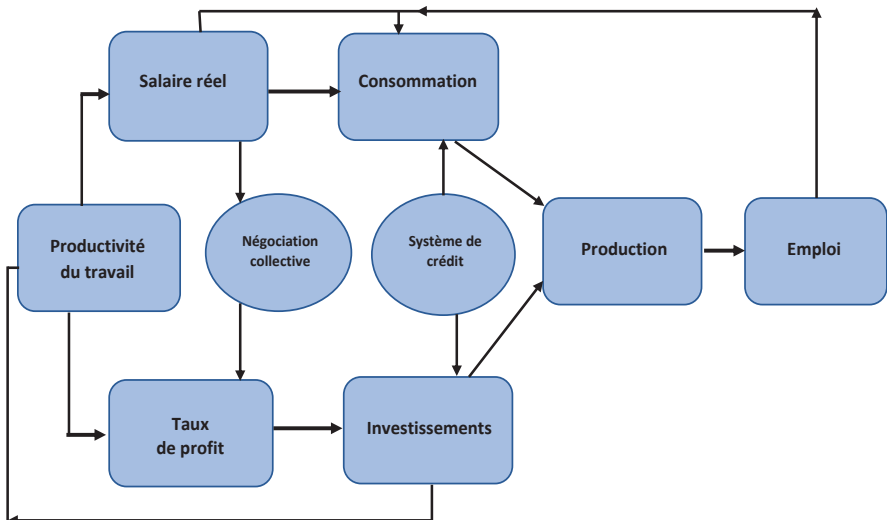 Salaire réel
Consommation
Productivité
du travail
Négociation
collective
Système de
crédit
Production
Emploi
Taux
de profit
Investissements